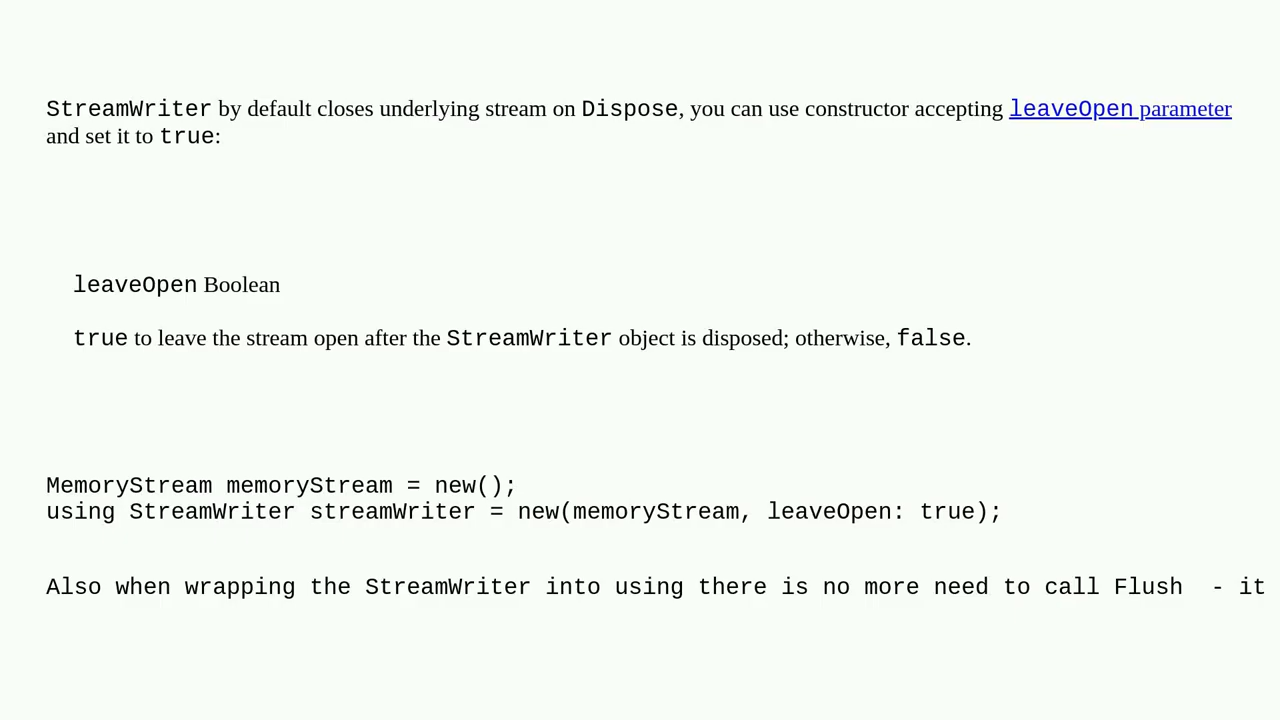 StreamWriter by default closes underlying stream on Dispose, you can use constructor accepting leaveOpen parameter
and set it to true:
leaveOpen Boolean
true to leave the stream open after the StreamWriter object is disposed; otherwise, false.
MemoryStream memoryStream = new();
using StreamWriter streamWriter = new(memoryStream, leaveOpen: true);
Also when wrapping the StreamWriter into using there is no more need to call Flush  - it